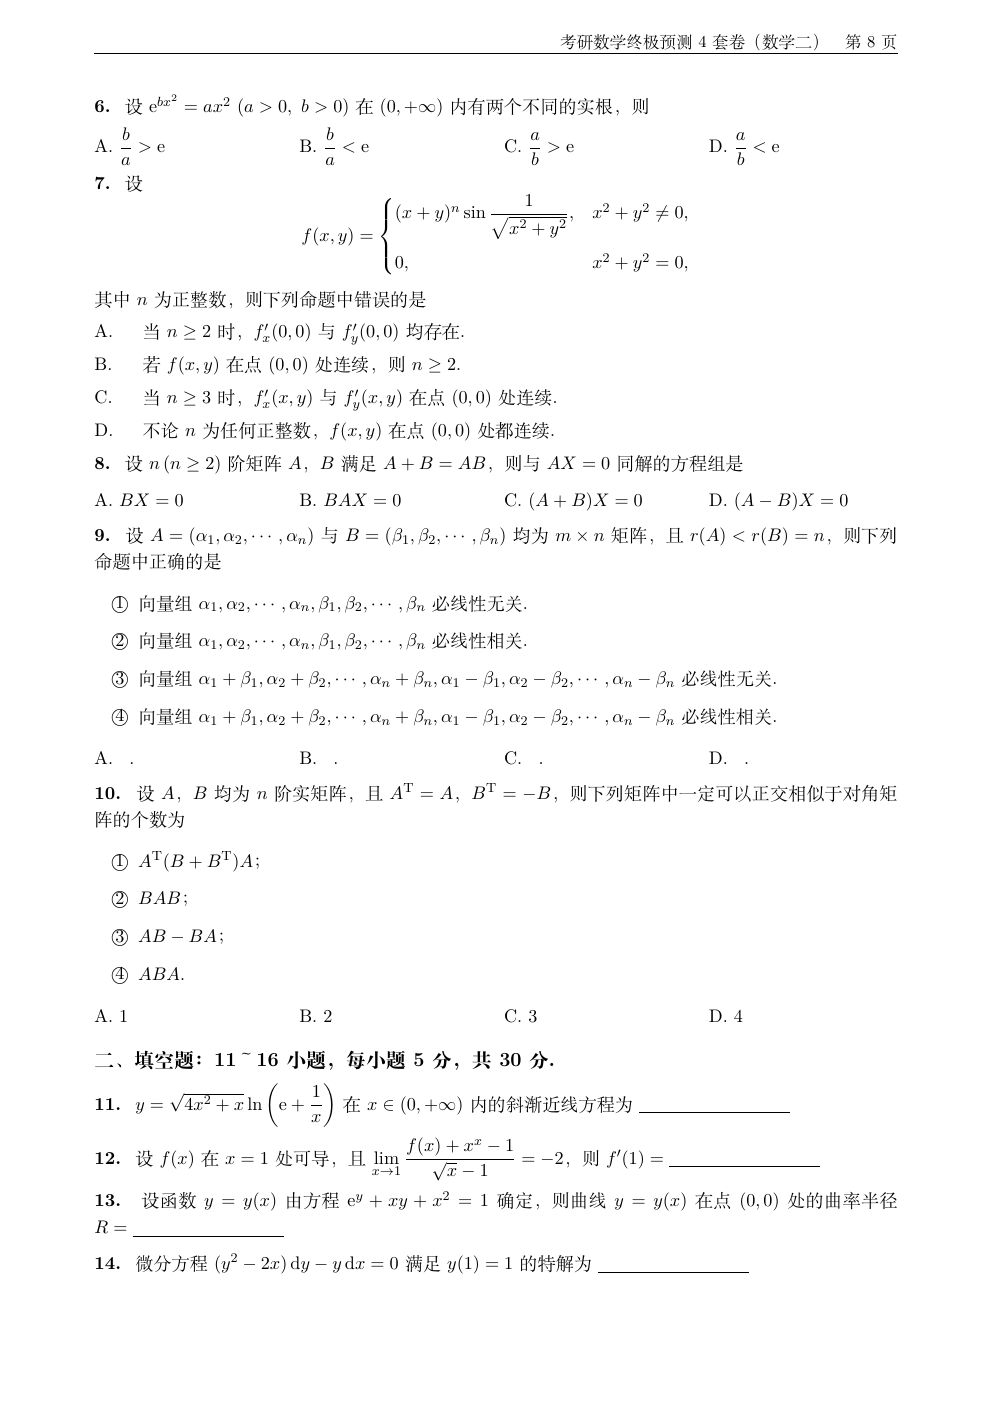 考研数学终极预测 4 套卷（数学二） 第 8 页
6. 设 e^{bx^2} = ax^2 (a > 0, b > 0) 在 (0, +∞) 内有两个不同的实根，则
A. b/a > e B. b/a < e C. a/b > e D. a/b < e
7. 设
f(x, y) = { (x + y)^n sin 1/√(x^2 + y^2), x^2 + y^2 ≠ 0,
0, x^2 + y^2 = 0,
其中 n 为正整数，则下列命题中错误的是
A. 当 n ≥ 2 时，f′_x(0, 0) 与 f′_y(0, 0) 均存在.
B. 若 f(x, y) 在点 (0, 0) 处连续，则 n ≥ 2.
C. 当 n ≥ 3 时，f′_x(x, y) 与 f′_y(x, y) 在点 (0, 0) 处连续.
D. 不论 n 为任何正整数，f(x, y) 在点 (0, 0) 处都连续.
8. 设 n (n ≥ 2) 阶矩阵 A，B 满足 A + B = AB，则与 AX = 0 同解的方程组是
A. BX = 0 B. BAX = 0 C. (A + B)X = 0 D. (A − B)X = 0
9. 设 A = (α_1, α_2, ⋯ , α_n) 与 B = (β_1, β_2, ⋯ , β_n) 均为 m × n 矩阵，且 r(A) < r(B) = n，则下列
命题中正确的是
① 向量组 α_1, α_2, ⋯ , α_n, β_1, β_2, ⋯ , β_n 必线性无关.
② 向量组 α_1, α_2, ⋯ , α_n, β_1, β_2, ⋯ , β_n 必线性相关.
③ 向量组 α_1 + β_1, α_2 + β_2, ⋯ , α_n + β_n, α_1 − β_1, α_2 − β_2, ⋯ , α_n − β_n 必线性无关.
④ 向量组 α_1 + β_1, α_2 + β_2, ⋯ , α_n + β_n, α_1 − β_1, α_2 − β_2, ⋯ , α_n − β_n 必线性相关.
A. . B. . C. . D. .
10. 设 A，B 均为 n 阶实矩阵，且 A^T = A，B^T = −B，则下列矩阵中一定可以正交相似于对角矩
阵的个数为
① A^T(B + B^T)A；
② BAB；
③ AB − BA；
④ ABA.
A. 1 B. 2 C. 3 D. 4
二、填空题：11 ~ 16 小题，每小题 5 分，共 30 分.
11. y = √(4x^2 + x) ln(e + 1/x) 在 x ∈ (0, +∞) 内的斜渐近线方程为
12. 设 f(x) 在 x = 1 处可导，且 lim_{x→1} (f(x) + x^x − 1)/(√x − 1) = −2，则 f′(1) =
13. 设函数 y = y(x) 由方程 e^y + xy + x^2 = 1 确定，则曲线 y = y(x) 在点 (0, 0) 处的曲率半径
R =
14. 微分方程 (y^2 − 2x) dy − y dx = 0 满足 y(1) = 1 的特解为